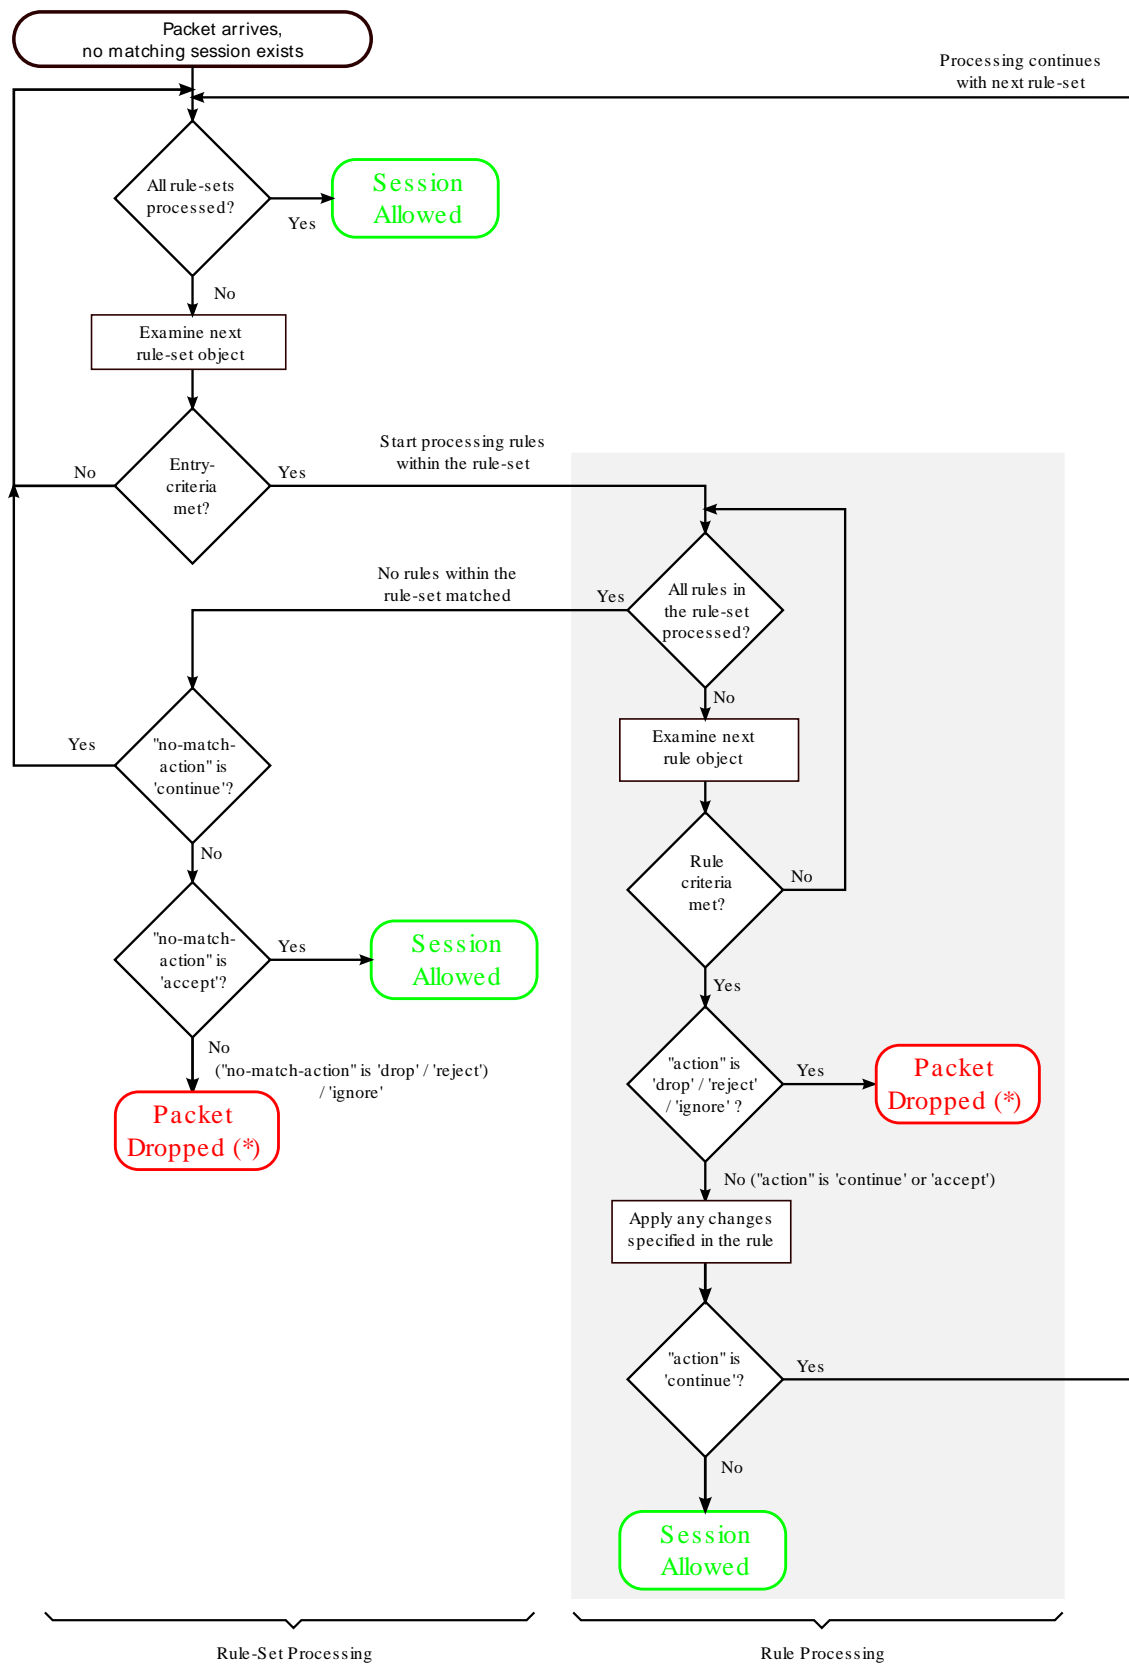 Packet arrives,
no matching session exists
Processing continues
with next rule-set
All rule-sets
processed?
Yes
Session
Allowed
No
Examine next
rule-set object
Entry-
criteria
met?
No
Yes
Start processing rules
within the rule-set
No rules within the
rule-set matched
Yes
All rules in
the rule-set
processed?
No
Examine next
rule object
Rule
criteria
met?
No
Yes
"no-match-
action" is
'continue'?
Yes
No
"no-match-
action" is
'accept'?
Yes
Session
Allowed
No
("no-match-action" is 'drop' / 'reject')
/ 'ignore'
Packet
Dropped (*)
"action" is
'drop' / 'reject'
/ 'ignore' ?
Yes
Packet
Dropped (*)
No ("action" is 'continue' or 'accept')
Apply any changes
specified in the rule
"action" is
'continue'?
Yes
No
Session
Allowed
Rule-Set Processing
Rule Processing